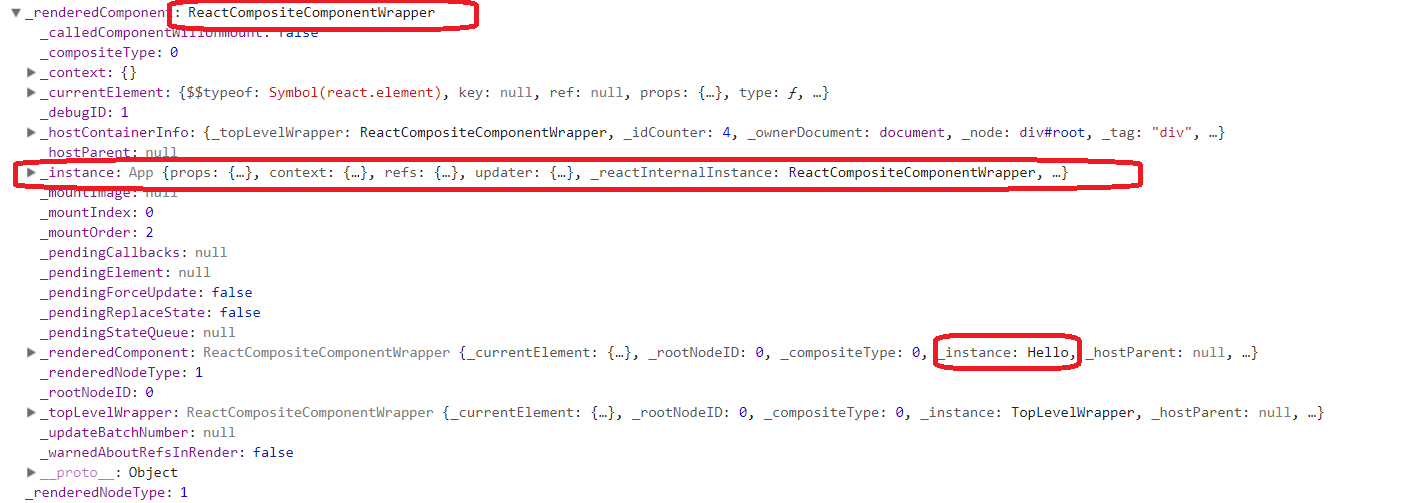 ▼ _renderedComponent: ReactCompositeComponentWrapper
_calledComponentWillUnmount: false
_compositeType: 0
▶ _context: {}
▶ _currentElement: {$$typeof: Symbol(react.element), key: null, ref: null, props: {…}, type: ƒ, …}
_debugID: 1
▶ _hostContainerInfo: {_topLevelWrapper: ReactCompositeComponentWrapper, _idCounter: 4, _ownerDocument: document, _node: div#root, _tag: "div", …}
_hostParent: null
▶ _instance: App {props: {…}, context: {…}, refs: {…}, updater: {…}, _reactInternalInstance: ReactCompositeComponentWrapper, …}
_mountImage: null
_mountIndex: 0
_mountOrder: 2
_pendingCallbacks: null
_pendingElement: null
_pendingForceUpdate: false
_pendingReplaceState: false
_pendingStateQueue: null
▶ _renderedComponent: ReactCompositeComponentWrapper {_currentElement: {…}, _rootNodeID: 0, _compositeType: 0, _instance: Hello, _hostParent: null, …}
_renderedNodeType: 1
_rootNodeID: 0
▶ _topLevelWrapper: ReactCompositeComponentWrapper {_currentElement: {…}, _rootNodeID: 0, _compositeType: 0, _instance: TopLevelWrapper, _hostParent: null, …}
_updateBatchNumber: null
_warnedAboutRefsInRender: false
▶ __proto__: Object
_renderedNodeType: 1